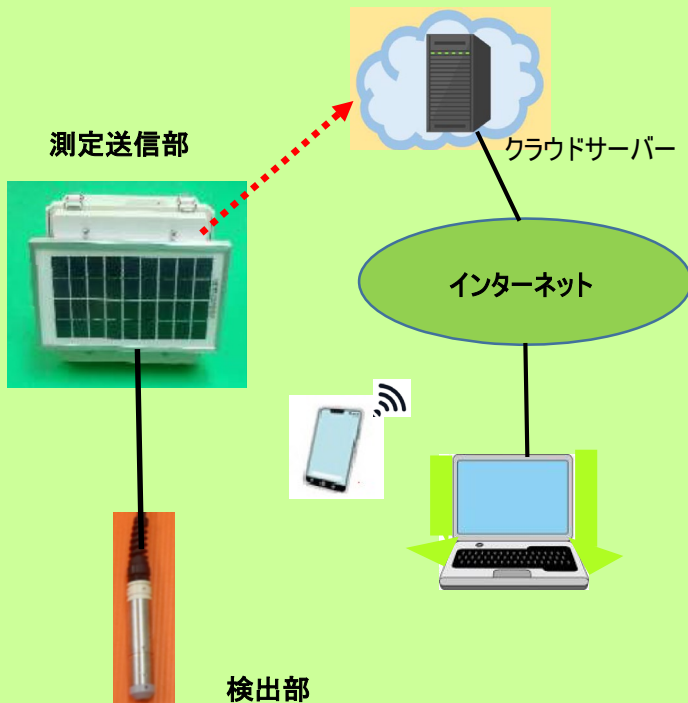 測定送信部
クラウドサーバー
インターネット
検出部